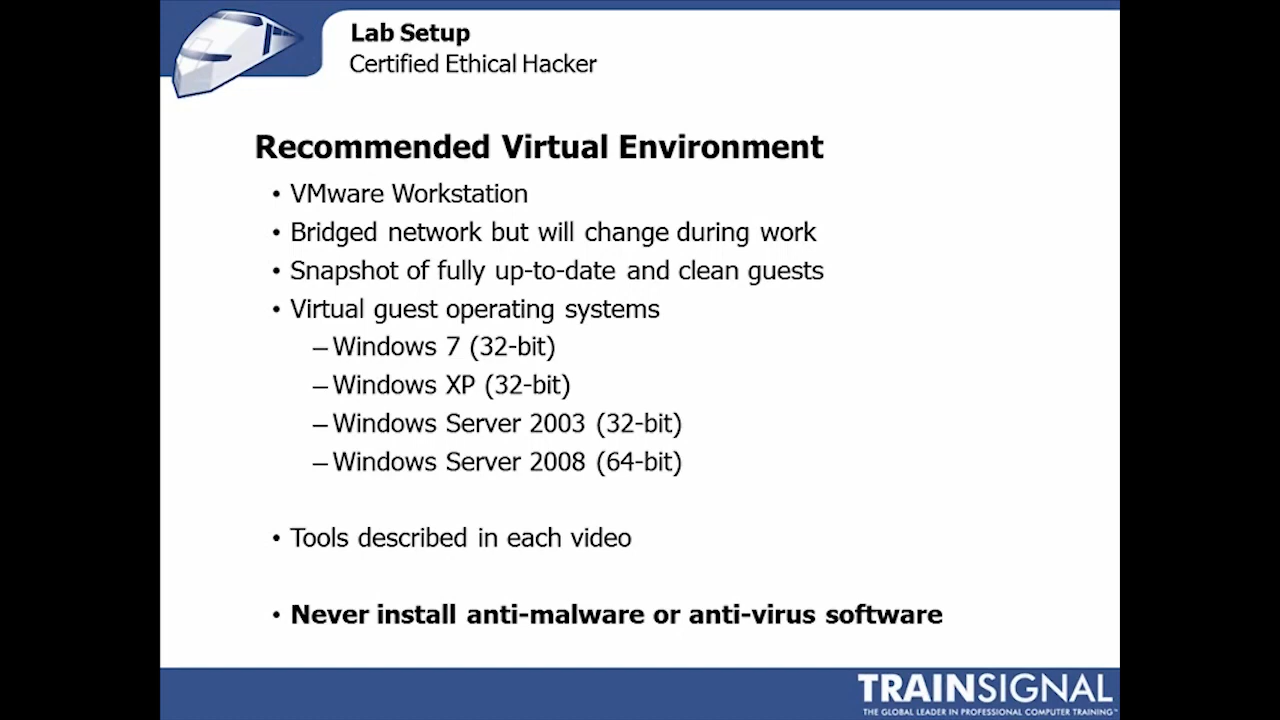 Lab Setup
Certified Ethical Hacker
Recommended Virtual Environment
• VMware Workstation
• Bridged network but will change during work
• Snapshot of fully up-to-date and clean guests
• Virtual guest operating systems
– Windows 7 (32-bit)
– Windows XP (32-bit)
– Windows Server 2003 (32-bit)
– Windows Server 2008 (64-bit)
• Tools described in each video
• Never install anti-malware or anti-virus software
TRAINSIGNAL
THE GLOBAL LEADER IN PROFESSIONAL COMPUTER TRAINING™